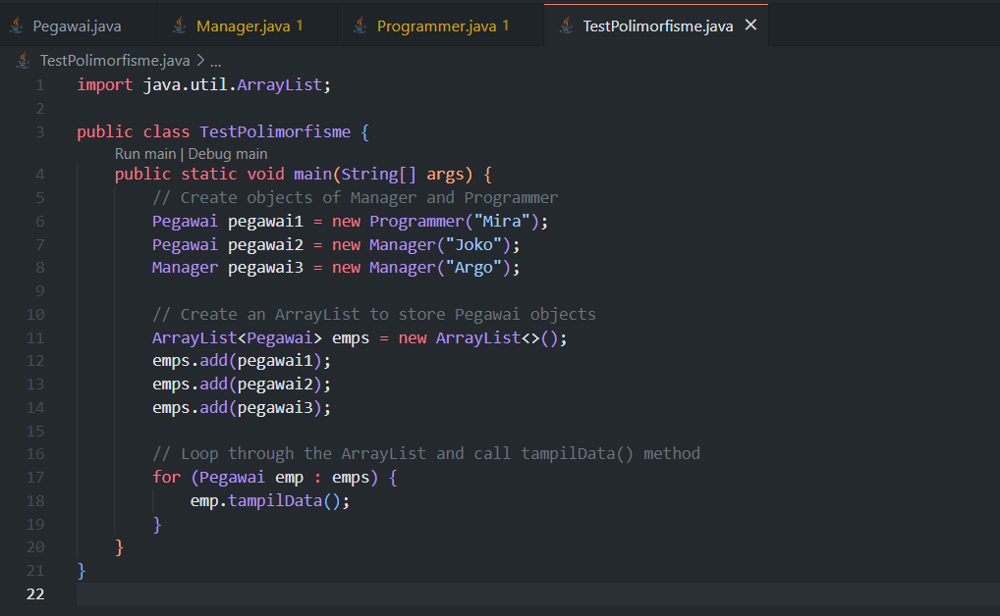 Pegawai.java Manager.java 1 Programmer.java 1 TestPolimorfisme.java ×
TestPolimorfisme.java > ...
1 import java.util.ArrayList;
2
3 public class TestPolimorfisme {
Run main | Debug main
4 public static void main(String[] args) {
5 // Create objects of Manager and Programmer
6 Pegawai pegawai1 = new Programmer("Mira");
7 Pegawai pegawai2 = new Manager("Joko");
8 Manager pegawai3 = new Manager("Argo");
9
10 // Create an ArrayList to store Pegawai objects
11 ArrayList<Pegawai> emps = new ArrayList<>();
12 emps.add(pegawai1);
13 emps.add(pegawai2);
14 emps.add(pegawai3);
15
16 // Loop through the ArrayList and call tampilData() method
17 for (Pegawai emp : emps) {
18 emp.tampilData();
19 }
20 }
21 }
22